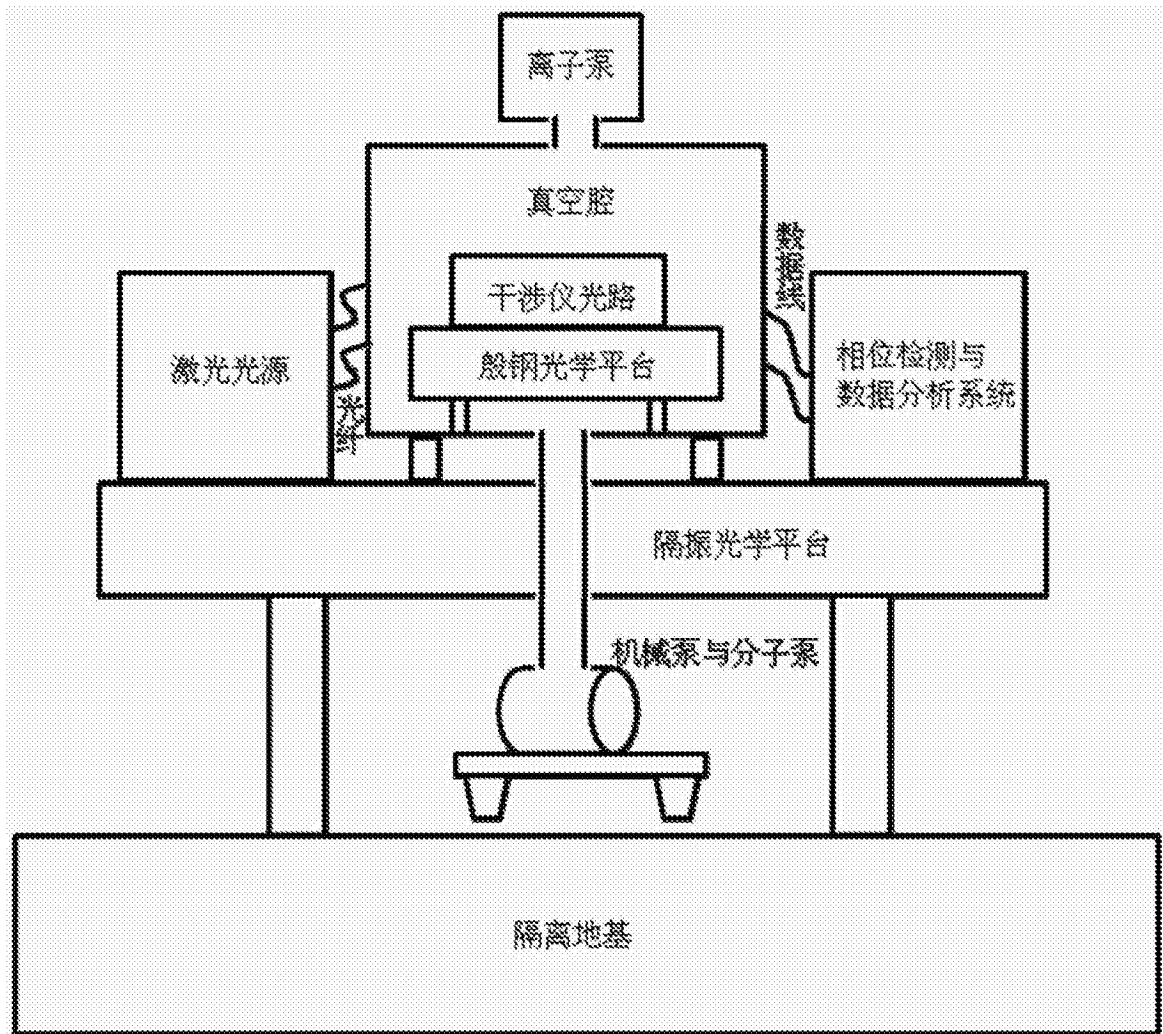 离子泵
真空腔
数据线
干涉仪光路
激光光源
殷钢光学平台
相位检测与
数据分析系统
光纤
隔振光学平台
机械泵与分子泵
隔离地基